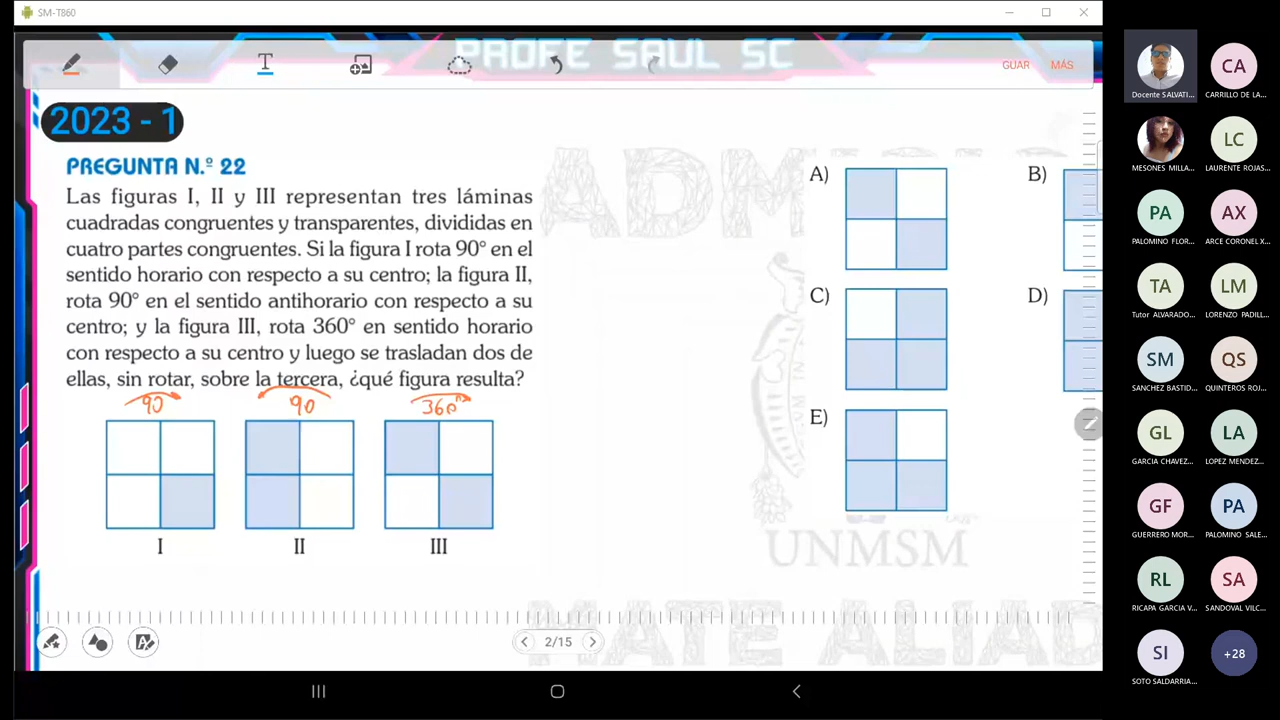 SM-T860
PROFE SAUL SC
T
GUAR
MÁS
2023 - 1
PREGUNTA N.º 22
Las figuras I, II y III representan tres láminas
cuadradas congruentes y transparentes, divididas en
cuatro partes congruentes. Si la figura I rota 90° en el
sentido horario con respecto a su centro; la figura II,
rota 90° en el sentido antihorario con respecto a su
centro; y la figura III, rota 360° en sentido horario
con respecto a su centro y luego se trasladan dos de
ellas, sin rotar, sobre la tercera, ¿qué figura resulta?
90
90
360°
I
II
III
A)
B)
C)
D)
E)
UNMSM
MATE ALIAD
2/15
Docente SALVATI...
CA
CARRILLO DE LA...
MESONES MILLA...
LC
LAURENTE ROJAS...
PA
PALOMINO FLOR...
AX
ARCE CORONEL X...
TA
Tutor ALVARADO...
LM
LORENZO PADILL...
SM
SANCHEZ BASTID...
QS
QUINTEROS ROJ...
GL
GARCIA CHAVEZ...
LA
LOPEZ MENDEZ...
GF
GUERRERO MOR...
PA
PALOMINO SALE...
RL
RICAPA GARCIA V...
SA
SANDOVAL VILC...
SI
SOTO SALDARRIA...
+28